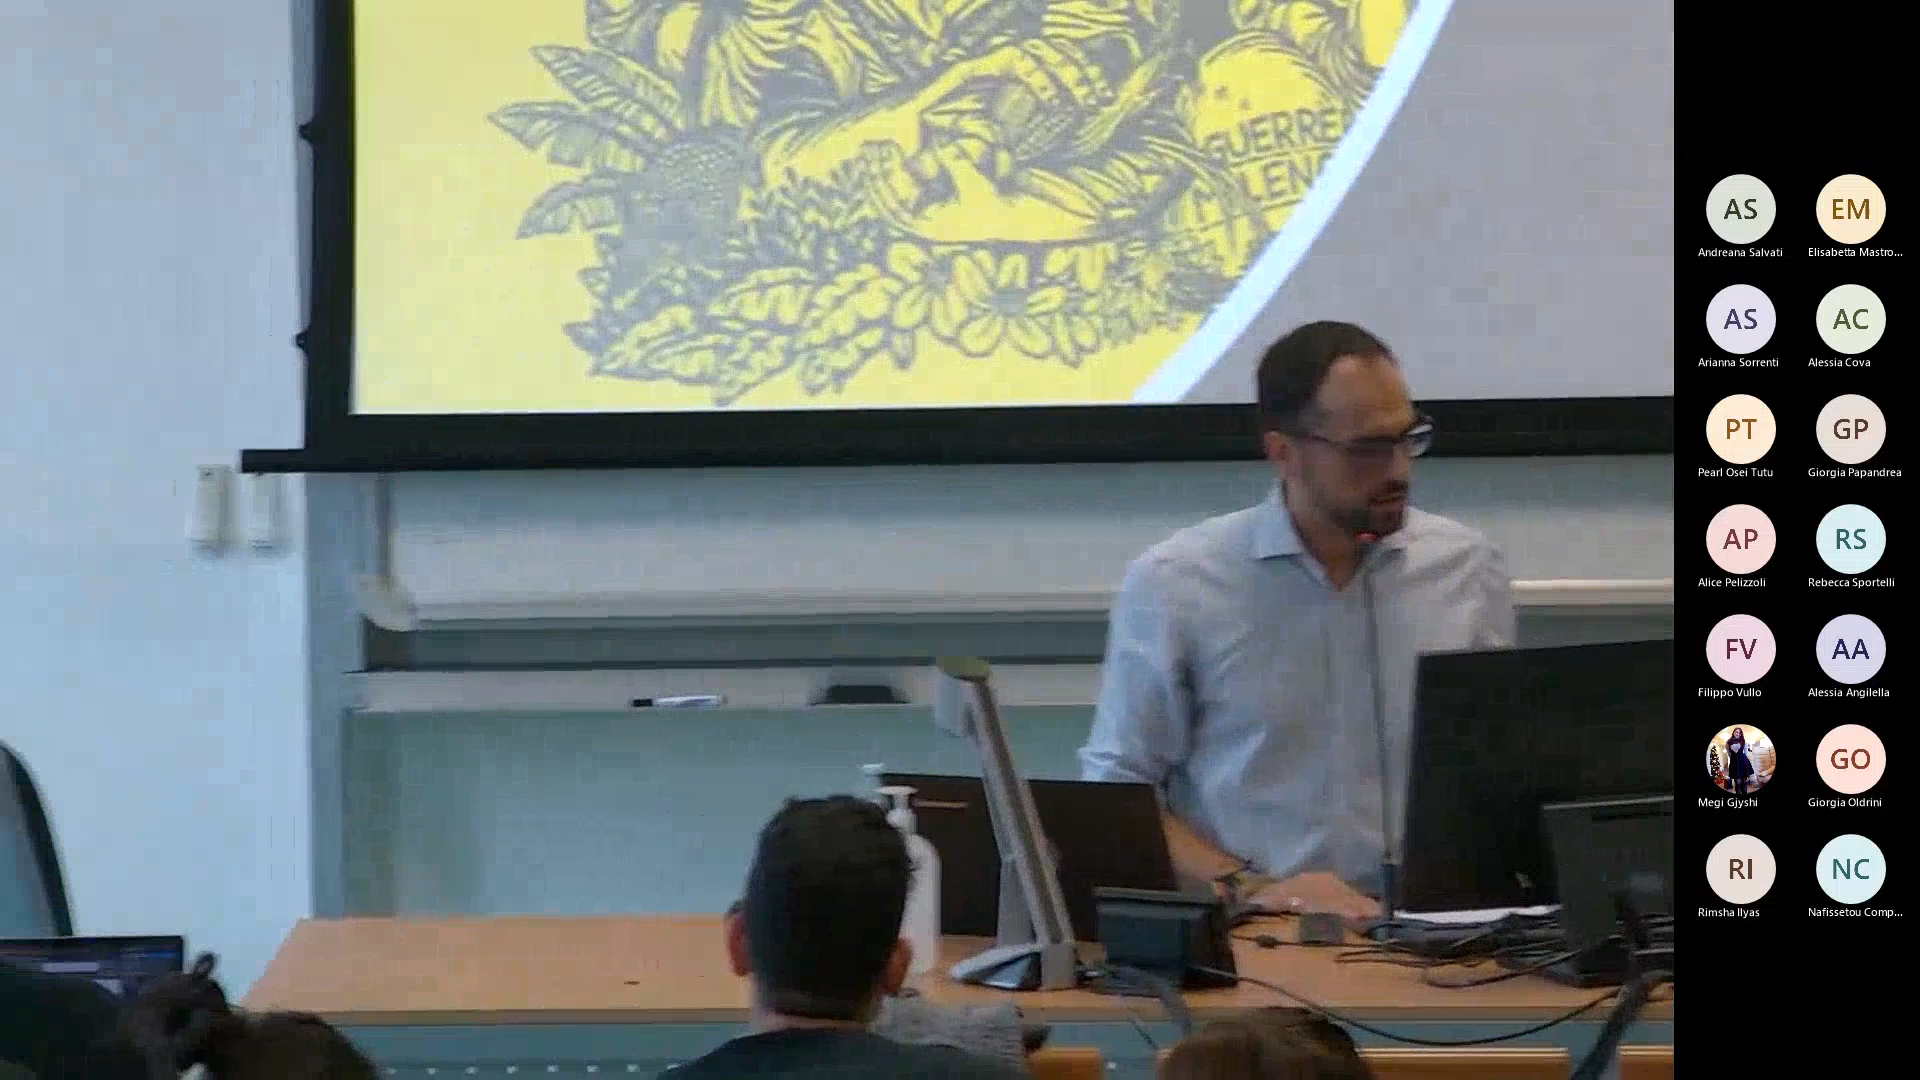 GUERRE
LENC
AS
Andreana Salvati
EM
Elisabetta Mastro...
AS
Arianna Sorrenti
AC
Alessia Cova
PT
Pearl Osei Tutu
GP
Giorgia Papandrea
AP
Alice Pelizzoli
RS
Rebecca Sportelli
FV
Filippo Vullo
AA
Alessia Angilella
Megi Gjyshi
GO
Giorgia Oldrini
RI
Rimsha Ilyas
NC
Nafissetou Comp...